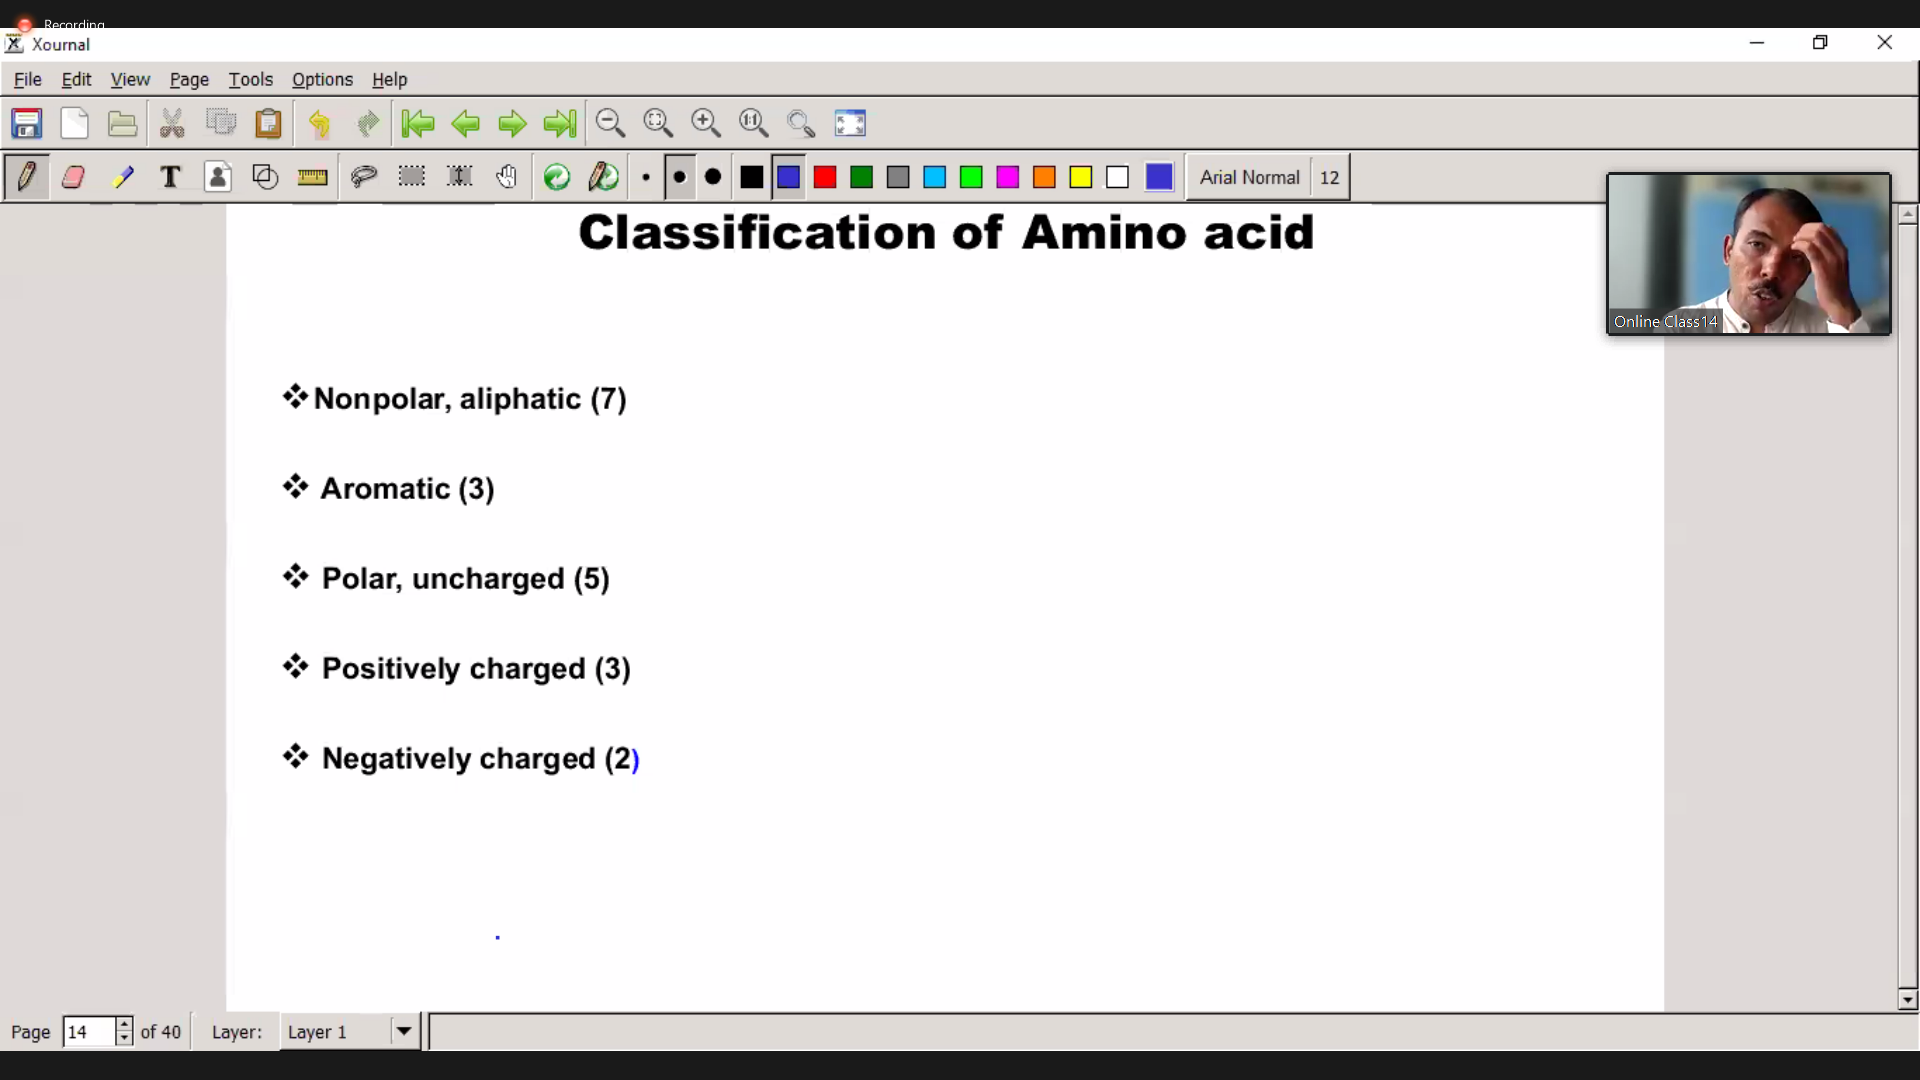 Recording
Xournal
File Edit View Page Tools Options Help
Arial Normal 12
Classification of Amino acid
Online Class14
❖ Nonpolar, aliphatic (7)
❖ Aromatic (3)
❖ Polar, uncharged (5)
❖ Positively charged (3)
❖ Negatively charged (2)
Page 14 of 40 Layer: Layer 1